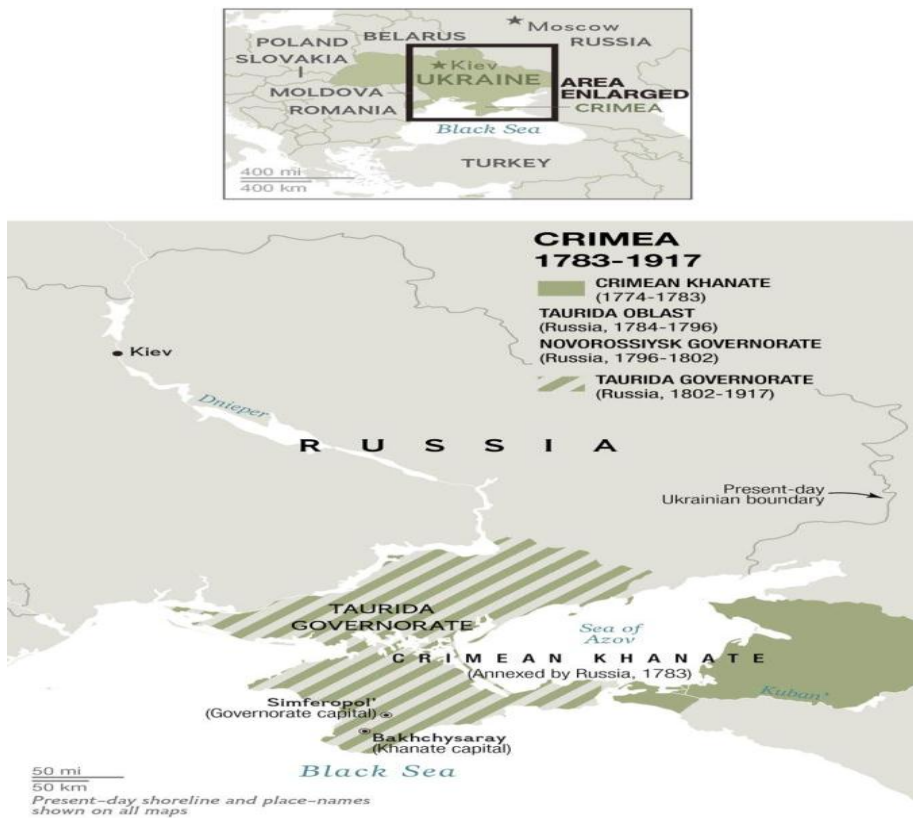 Moscow
BELARUS
RUSSIA
POLAND
SLOVAKIA
Kiev
UKRAINE
AREA
ENLARGED
MOLDOVA
CRIMEA
ROMANIA
Black Sea
TURKEY
400 mi
400 km
CRIMEA
1783-1917
CRIMEAN KHANATE
(1774-1783)
TAURIDA OBLAST
(Russia, 1784-1796)
NOVOROSSIYSK GOVERNORATE
(Russia, 1796-1802)
TAURIDA GOVERNORATE
(Russia, 1802-1917)
Kiev
Dnieper
RUSSIA
Present-day
Ukrainian boundary
TAURIDA
GOVERNORATE
Sea of
Azov
CRIMEAN KHANATE
(Annexed by Russia, 1783)
Kuban'
Simferopol'
(Governorate capital)
Bakhchysaray
(Khanate capital)
Black Sea
50 mi
50 km
Present-day shoreline and place-names
shown on all maps